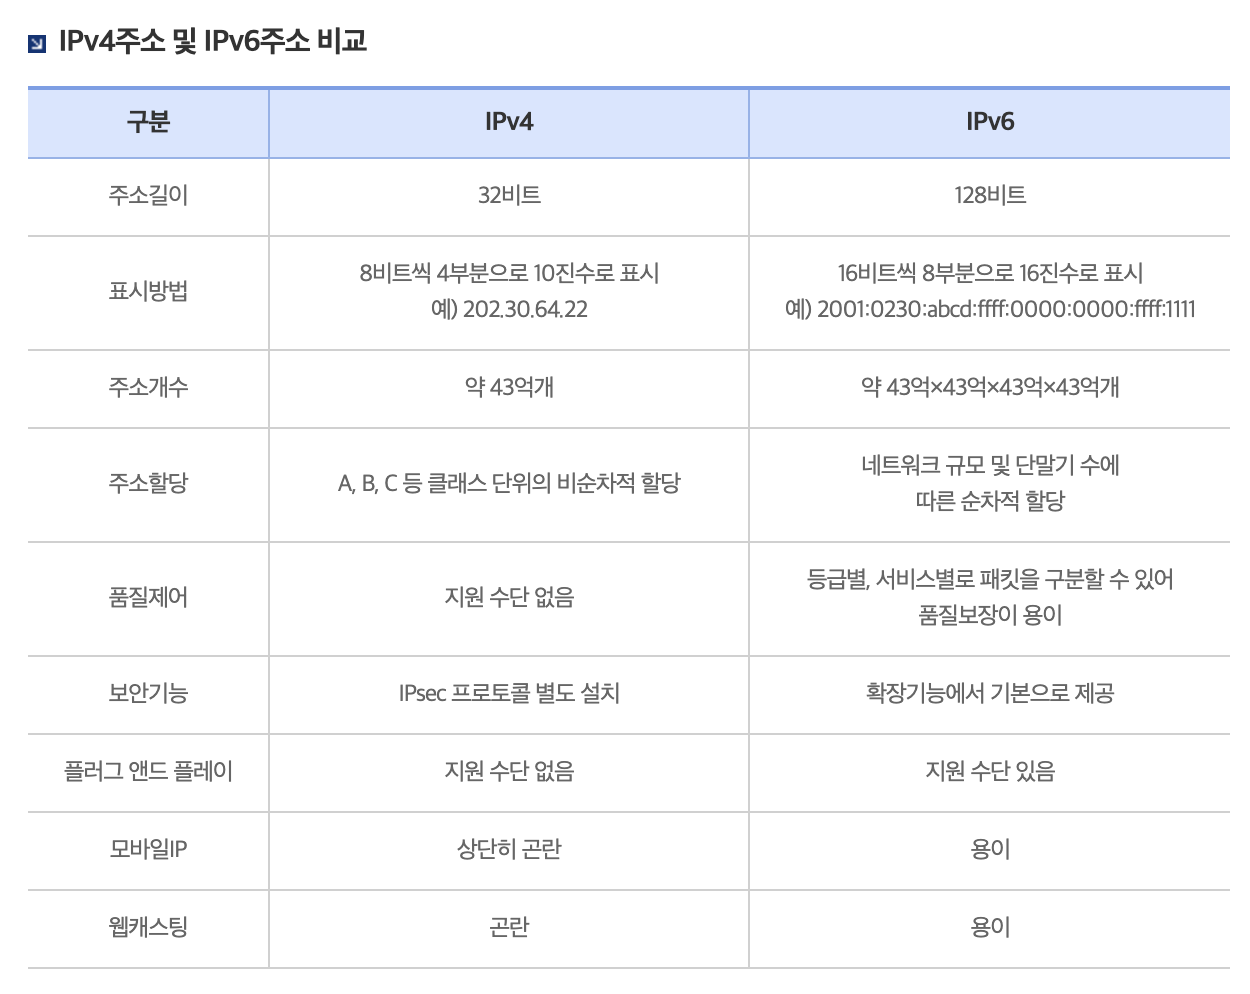 IPv4주소 및 IPv6주소 비교
구분 IPv4 IPv6
주소길이 32비트 128비트
표시방법
8비트씩 4부분으로 10진수로 표시
예) 202.30.64.22
16비트씩 8부분으로 16진수로 표시
예) 2001:0230:abcd:ffff:0000:0000:ffff:1111
주소개수 약 43억개 약 43억×43억×43억×43억개
주소할당
A, B, C 등 클래스 단위의 비순차적 할당
네트워크 규모 및 단말기 수에
따른 순차적 할당
품질제어
지원 수단 없음
등급별, 서비스별로 패킷을 구분할 수 있어
품질보장이 용이
보안기능 IPsec 프로토콜 별도 설치 확장기능에서 기본으로 제공
플러그 앤드 플레이 지원 수단 없음 지원 수단 있음
모바일IP 상단히 곤란 용이
웹캐스팅 곤란 용이